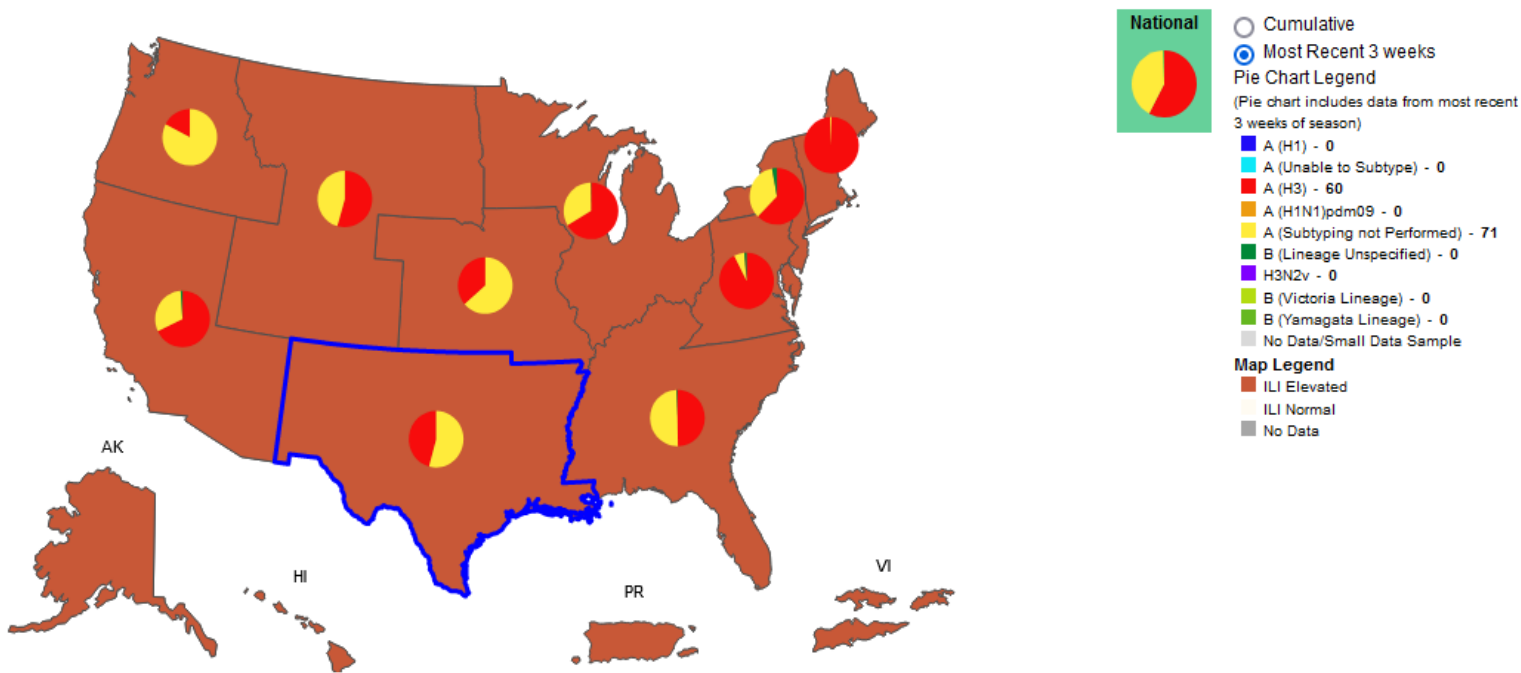 National
Cumulative
Most Recent 3 weeks
Pie Chart Legend
(Pie chart includes data from most recent
3 weeks of season)
A (H1) - 0
A (Unable to Subtype) - 0
A (H3) - 60
A (H1N1)pdm09 - 0
A (Subtyping not Performed) - 71
B (Lineage Unspecified) - 0
H3N2v - 0
B (Victoria Lineage) - 0
B (Yamagata Lineage) - 0
No Data/Small Data Sample
Map Legend
ILI Elevated
ILI Normal
No Data
AK
HI
PR
VI